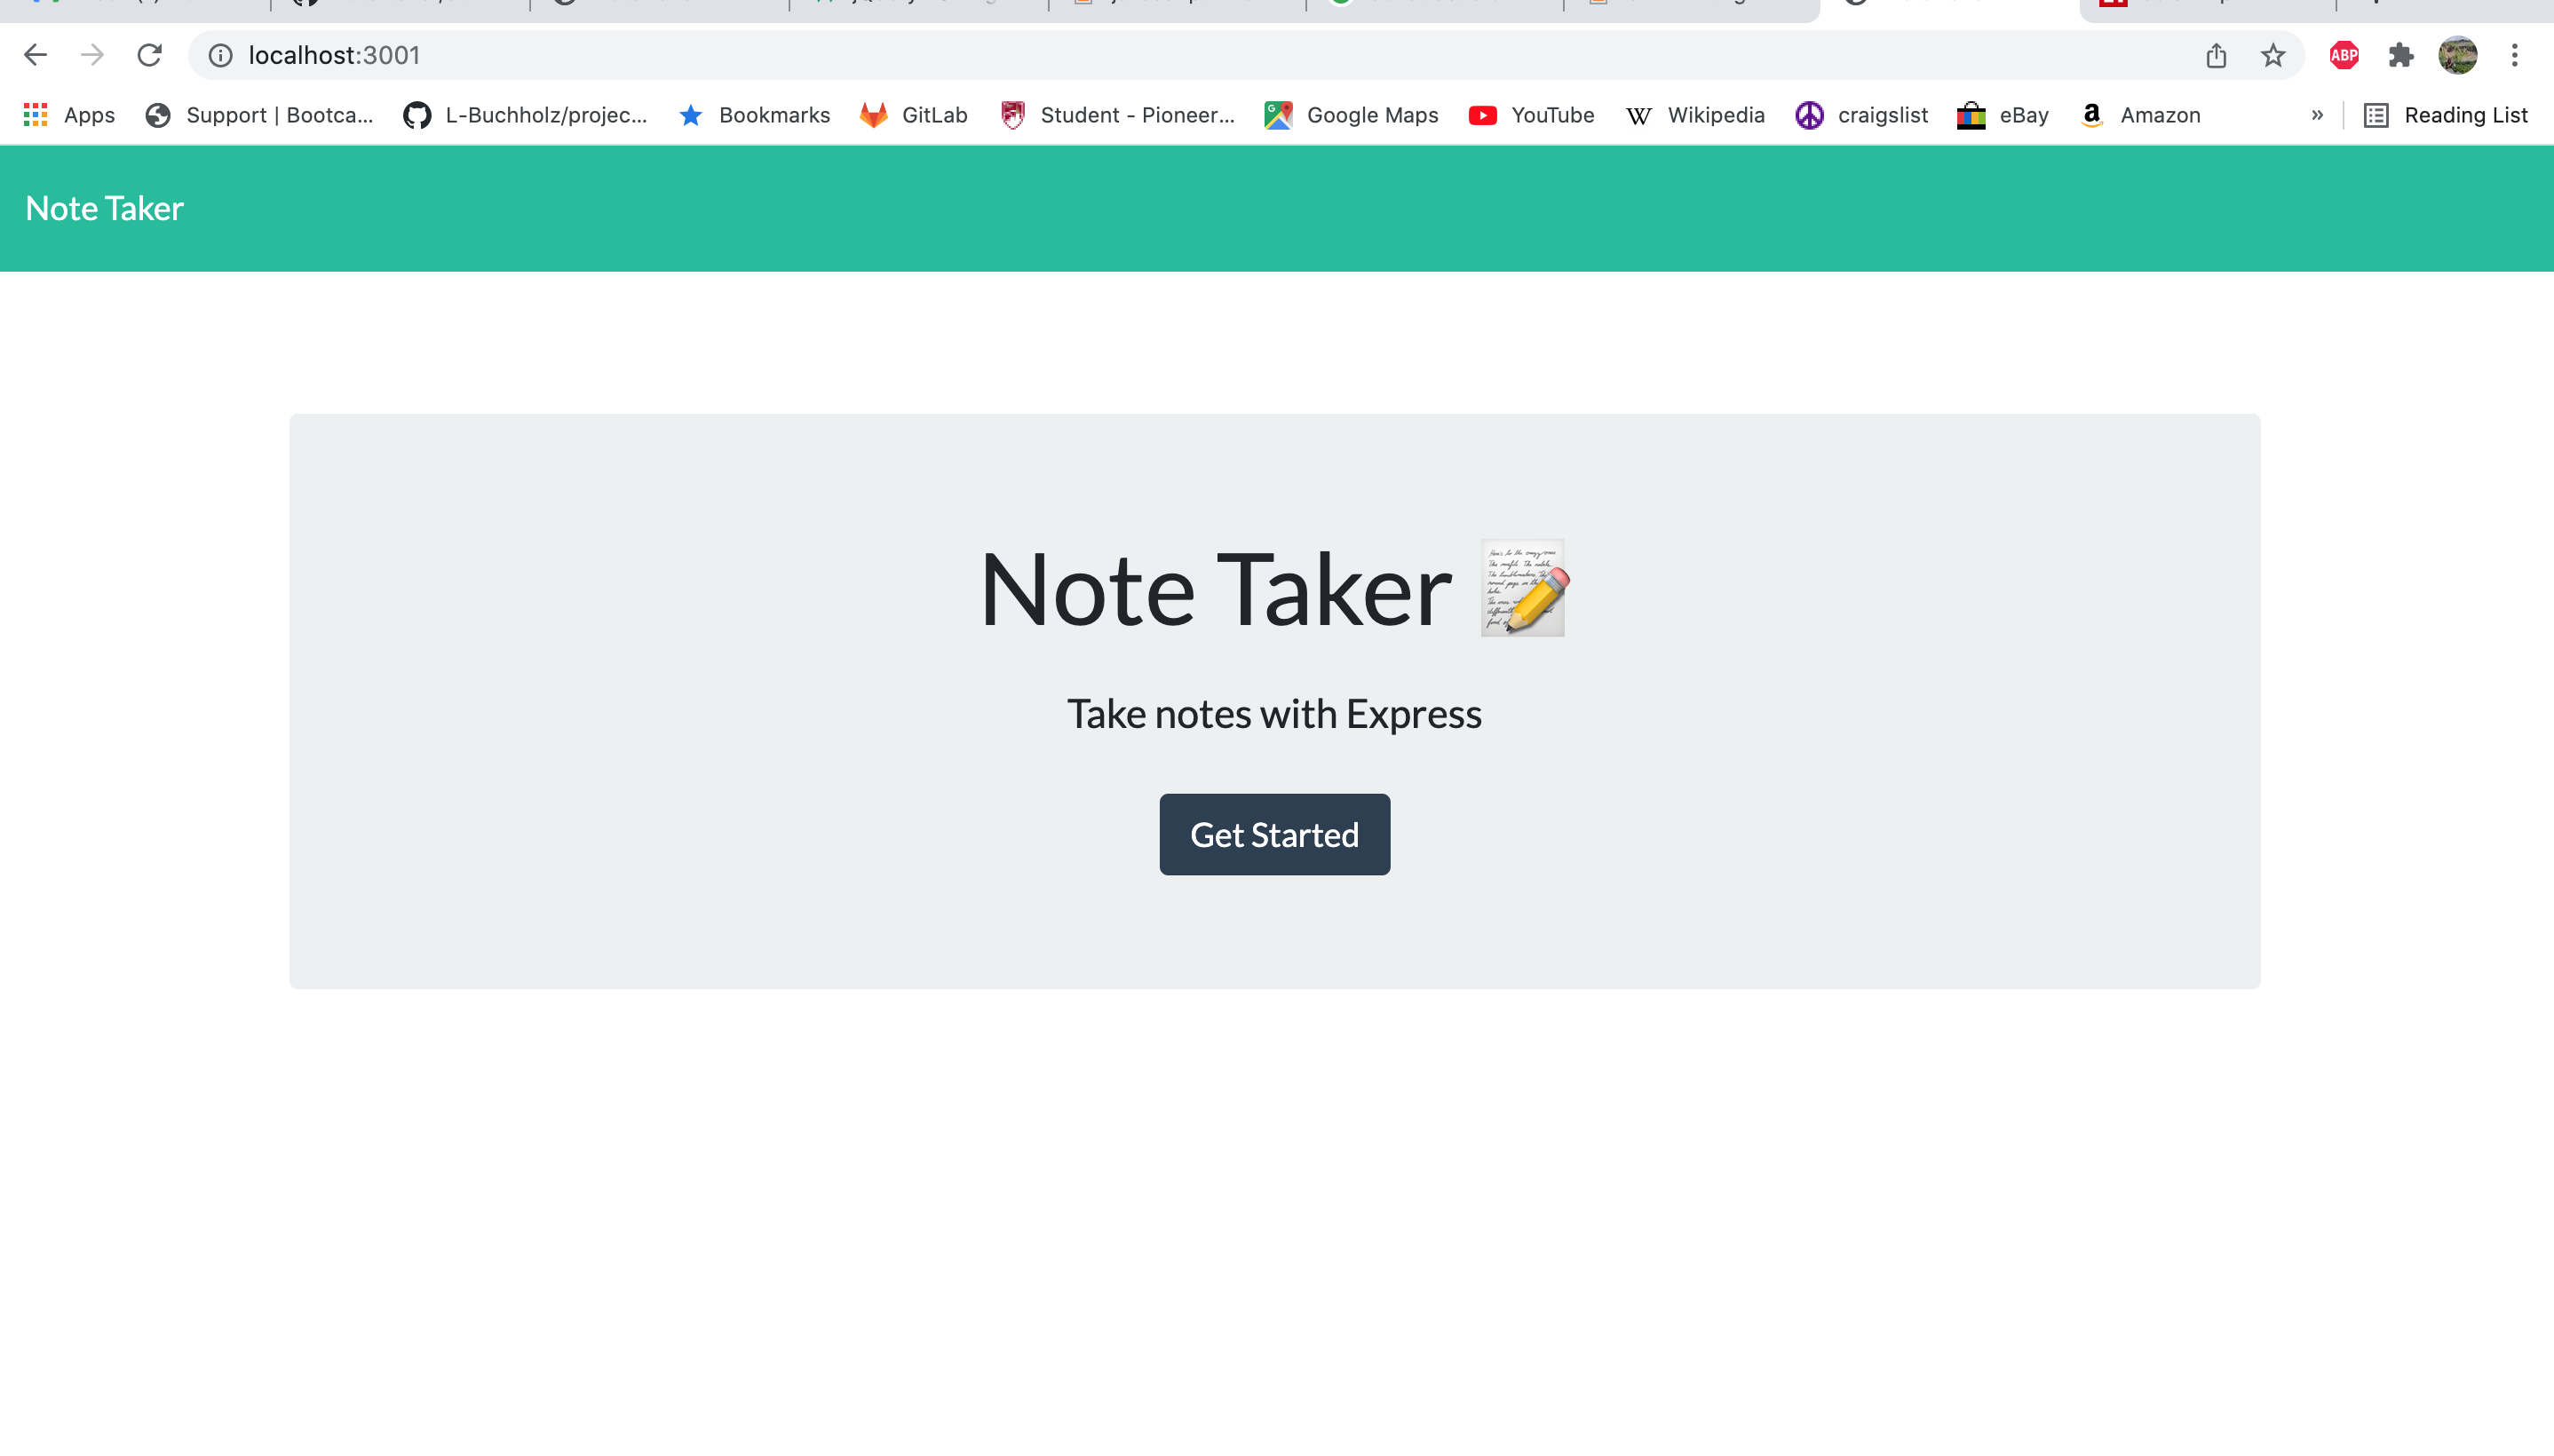 localhost:3001
ABP
Apps Support | Bootca... L-Buchholz/projec... Bookmarks GitLab Student - Pioneer... Google Maps YouTube W Wikipedia craigslist eBay a Amazon » Reading List
Note Taker
Note Taker
Take notes with Express
Get Started